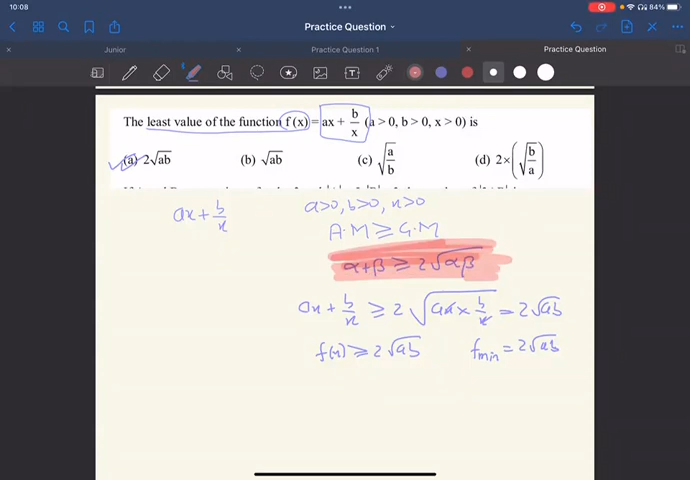 10:08
84%
Practice Question
Junior
Practice Question 1
Practice Question
The least value of the function f (x) = ax + b/x (a > 0, b > 0, x > 0) is
(a) 2√ab (b) √ab (c) √(a/b) (d) 2×(√(b/a))
ax + b/x
a>0, b>0, x>0
A.M ≥ G.M
α+β ≥ 2√αβ
ax + b/x ≥ 2√(ax × b/x) = 2√ab
f(x) ≥ 2√ab fmin = 2√ab